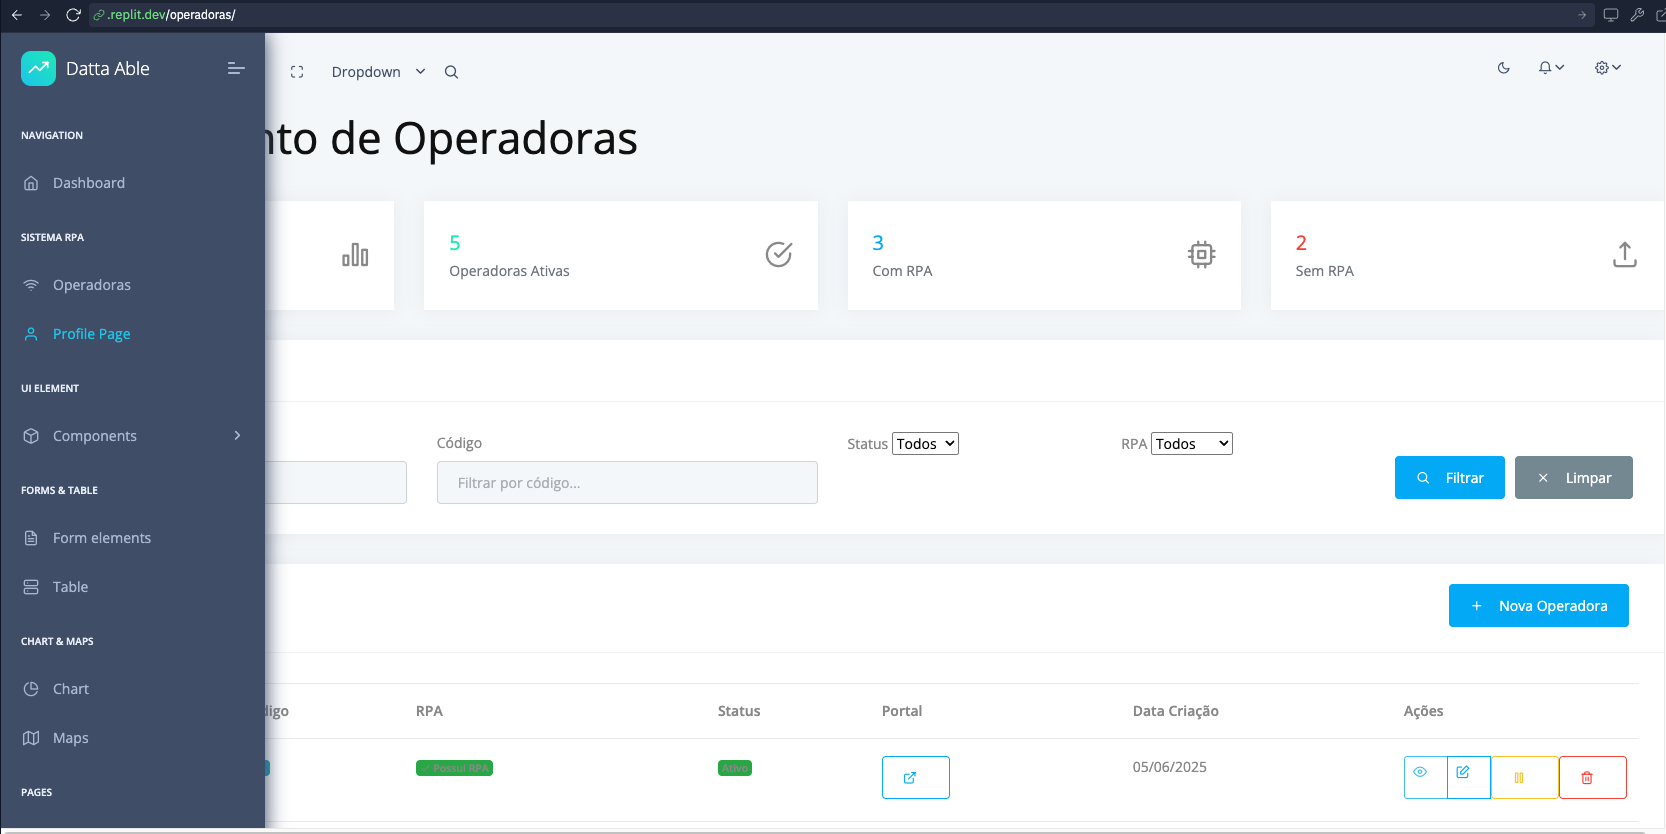 .replit.dev/operadoras/
Datta Able
Dropdown
NAVIGATION
Dashboard
SISTEMA RPA
Operadoras
Profile Page
UI ELEMENT
Components
FORMS & TABLE
Form elements
Table
CHART & MAPS
Chart
Maps
PAGES
nto de Operadoras
5
Operadoras Ativas
3
Com RPA
2
Sem RPA
Código
Filtrar por código...
Status Todos
RPA Todos
Filtrar
Limpar
Nova Operadora
digo RPA Status Portal Data Criação Ações
Possui RPA Ativo 05/06/2025